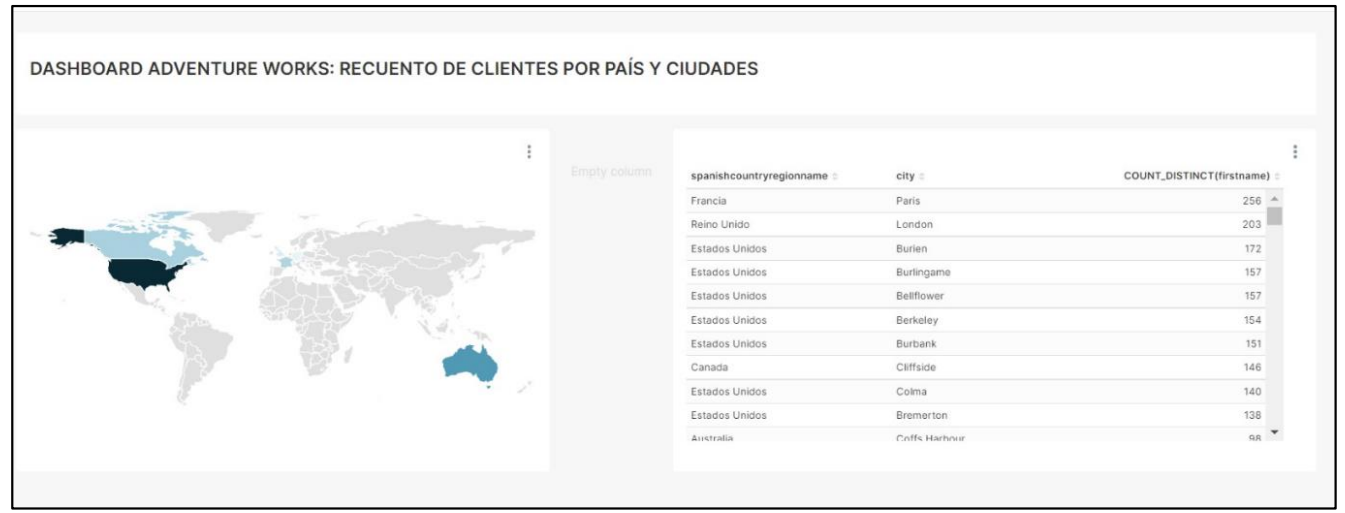 DASHBOARD ADVENTURE WORKS: RECUENTO DE CLIENTES POR PAÍS Y CIUDADES
Empty column
spanishcountryregionname city COUNT_DISTINCT(firstname)
Francia Paris 256
Reino Unido London 203
Estados Unidos Burien 172
Estados Unidos Burlingame 157
Estados Unidos Bellflower 157
Estados Unidos Berkeley 154
Estados Unidos Burbank 151
Canada Cliffside 146
Estados Unidos Colma 140
Estados Unidos Bremerton 138
Australia Coffs Harbour 98